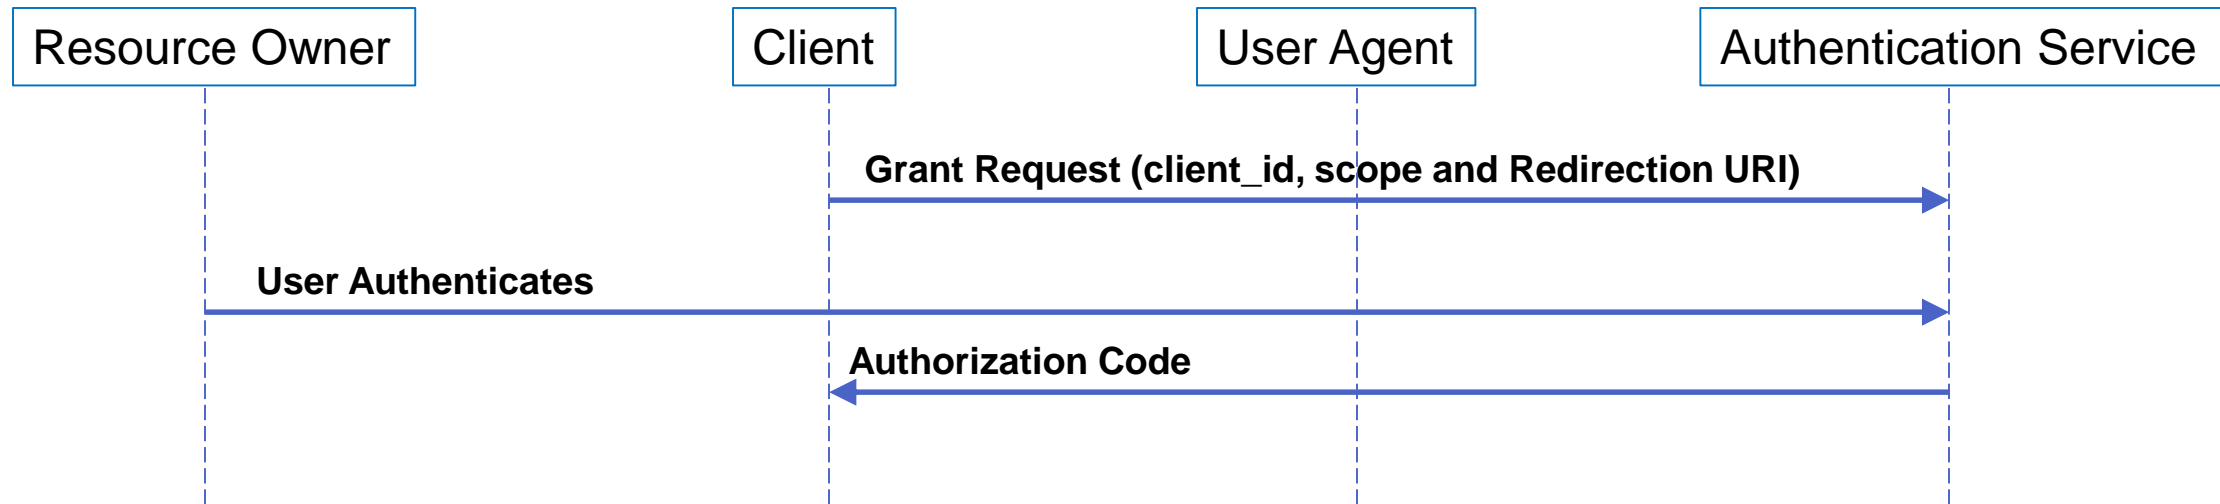 Resource Owner
Client
User Agent
Authentication Service
Grant Request (client_id, scope and Redirection URI)
User Authenticates
Authorization Code